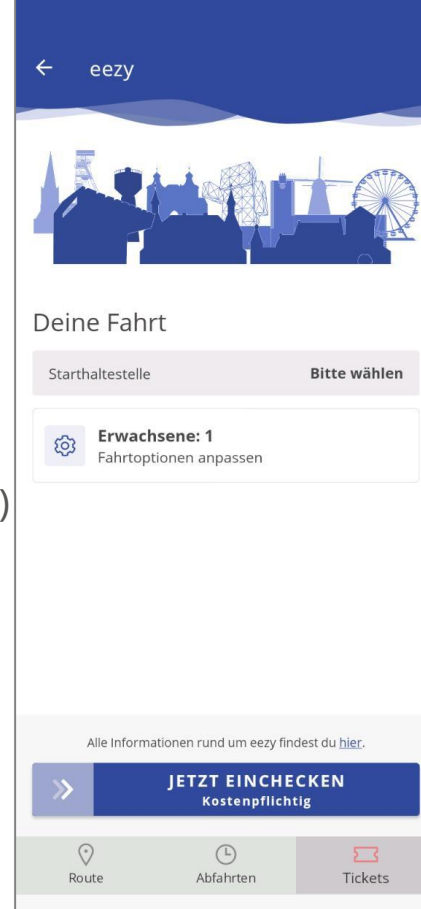 eezy
Deine Fahrt
Starthaltestelle Bitte wählen
Erwachsene: 1
Fahrtoptionen anpassen
)
Alle Informationen rund um eezy findest du hier.
JETZT EINCHECKEN
Kostenpflichtig
Route Abfahrten Tickets